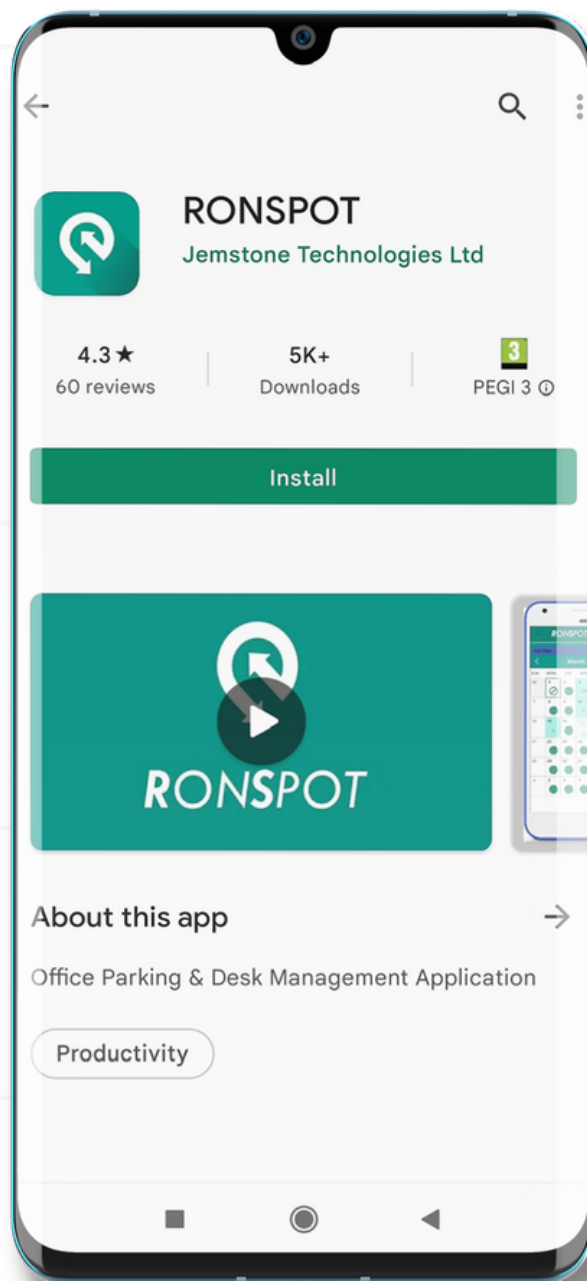 RONSPOT
Jemstone Technologies Ltd
4.3★
60 reviews
5K+
Downloads
3
PEGI 3 ⓘ
Install
RONSPOT
About this app
Office Parking & Desk Management Application
Productivity